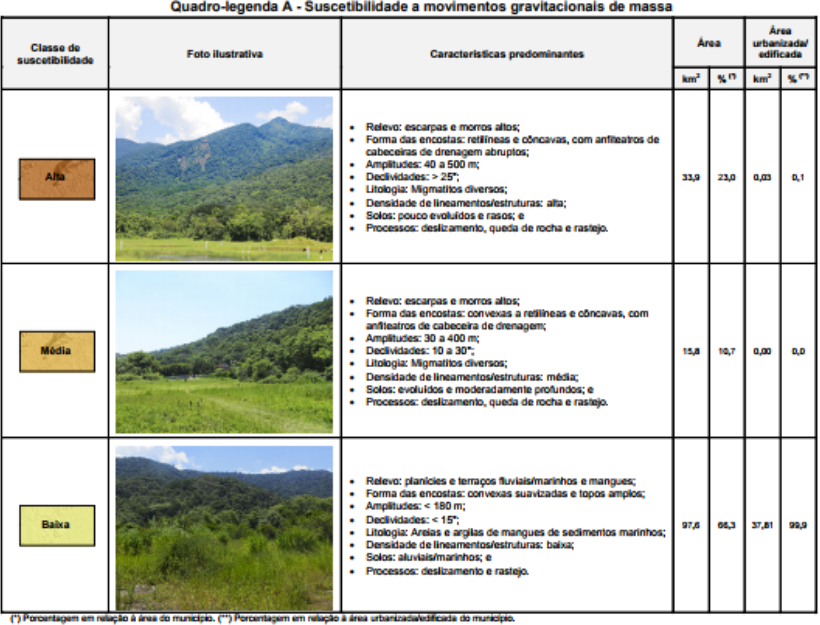 Quadro-legenda A - Suscetibilidade a movimentos gravitacionais de massa
Classe de suscetibilidade
Foto ilustrativa
Características predominantes
Área
Área urbanizada/ edificada
km²
% (*)
km²
% (**)
Alta
• Relevo: escarpas e morros altos;
• Forma das encostas: retilíneas e côncavas, com anfiteatros de
cabeceiras de drenagem abruptos;
• Amplitudes: 40 a 500 m;
• Declividades: > 25°;
• Litologia: Migmatitos diversos;
• Densidade de lineamentos/estruturas: alta;
• Solos: pouco evoluídos e rasos; e
• Processos: deslizamento, queda de rocha e rastejo.
33,9
23,0
0,03
0,1
Média
• Relevo: escarpas e morros altos;
• Forma das encostas: convexas a retilíneas e côncavas, com
anfiteatros de cabeceira de drenagem;
• Amplitudes: 30 a 400 m;
• Declividades: 10 a 30°;
• Litologia: Migmatitos diversos;
• Densidade de lineamentos/estruturas: média;
• Solos: evoluídos e moderadamente profundos; e
• Processos: deslizamento, queda de rocha e rastejo.
15,8
10,7
0,00
0,0
Baixa
• Relevo: planícies e terraços fluviais/marinhos e mangues;
• Forma das encostas: convexas suavizadas e topos amplos;
• Amplitudes: < 180 m;
• Declividades: < 15°;
• Litologia: Areias e argilas de mangues de sedimentos marinhos;
• Densidade de lineamentos/estruturas: baixa;
• Solos: aluviais/marinhos; e
• Processos: deslizamento e rastejo.
97,6
66,3
37,81
99,9
(*) Porcentagem em relação à área do município. (**) Porcentagem em relação à área urbanizada/edificada do município.